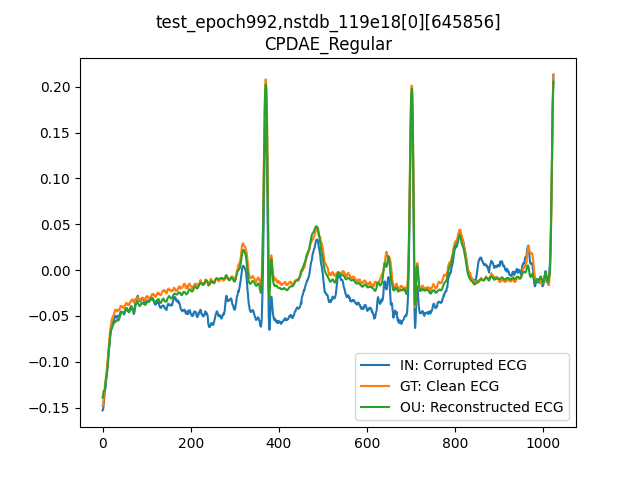 test_epoch992,nstdb_119e18[0][645856]
CPDAE_Regular
0.20
0.15
0.10
0.05
0.00
−0.05
−0.10
−0.15
0 200 400 600 800 1000
IN: Corrupted ECG
GT: Clean ECG
OU: Reconstructed ECG